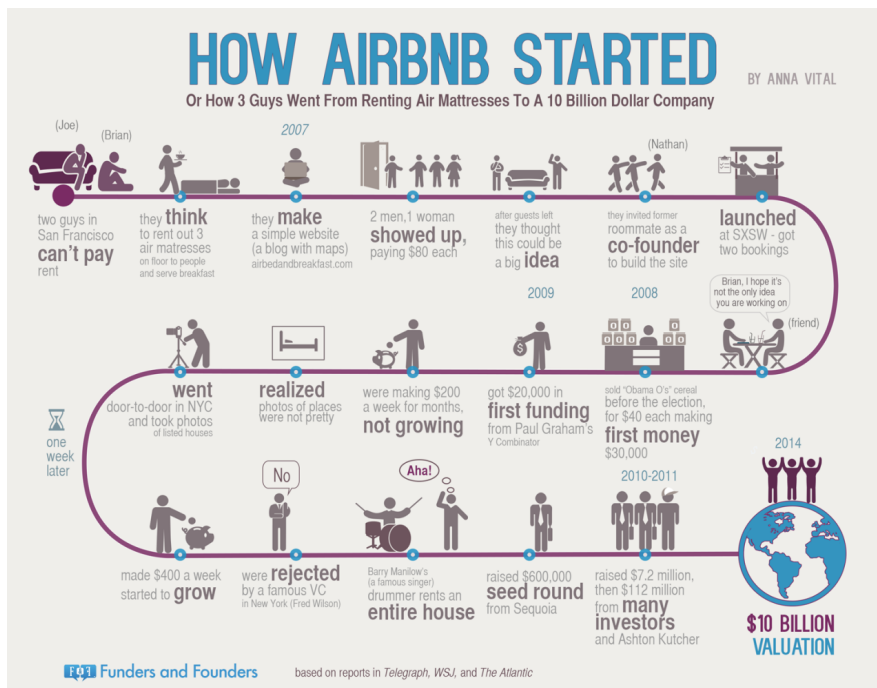 HOW AIRBNB STARTED
BY ANNA VITAL
Or How 3 Guys Went From Renting Air Mattresses To A 10 Billion Dollar Company
(Joe)
(Brian)
two guys in
San Francisco
can't pay
rent
they think
to rent out 3
air matresses
on floor to people
and serve breakfast
2007
they make
a simple website
(a blog with maps)
airbedandbreakfast.com
2 men,1 woman
showed up,
paying $80 each
after guests left
they thought
this could be
a big idea
(Nathan)
they invited former
roommate as a
co-founder
to build the site
launched
at SXSW - got
two bookings
Brian, I hope it's
not the only idea
you are working on
(friend)
2008
sold "Obama O's" cereal
before the election,
for $40 each making
first money
$30,000
2009
got $20,000 in
first funding
from Paul Graham's
Y Combinator
were making $200
a week for months,
not growing
realized
photos of places
were not pretty
went
door-to-door in NYC
and took photos
of listed houses
one
week
later
made $400 a week
started to grow
No
were rejected
by a famous VC
in New York (Fred Wilson)
Aha!
Barry Manilow's
(a famous singer)
drummer rents an
entire house
raised $600,000
seed round
from Sequoia
2010-2011
raised $7.2 million,
then $112 million
from many
investors
and Ashton Kutcher
2014
$10 BILLION
VALUATION
Funders and Founders
based on reports in Telegraph, WSJ, and The Atlantic